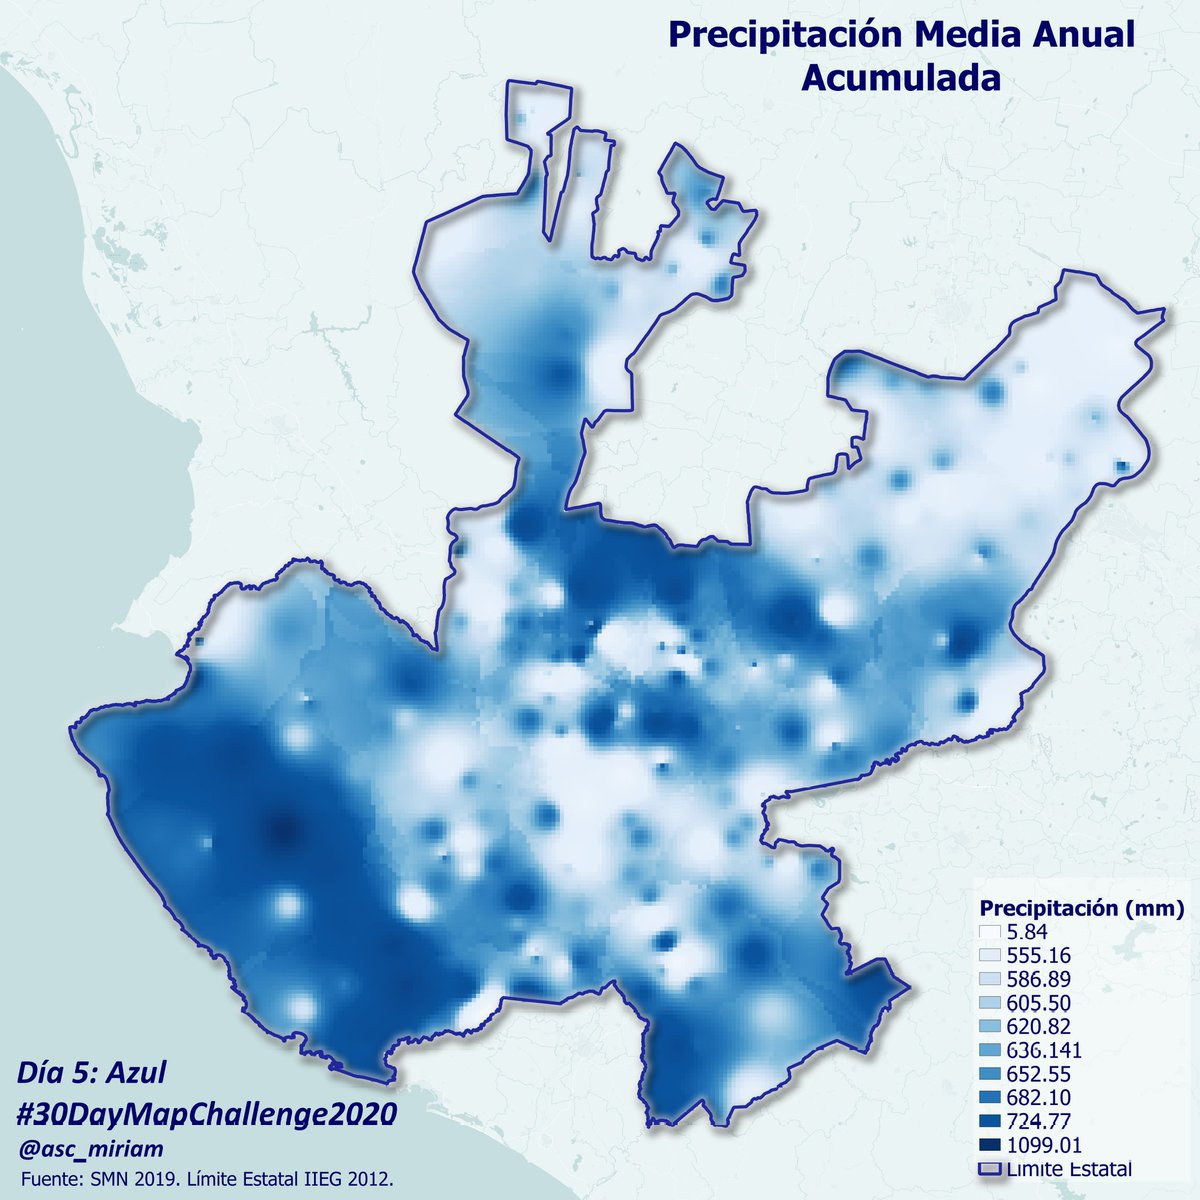 Precipitación Media Anual
Acumulada
Precipitación (mm)
5.84
555.16
586.89
605.50
620.82
636.141
652.55
682.10
724.77
1099.01
Límite Estatal
Día 5: Azul
#30DayMapChallenge2020
@asc_miriam
Fuente: SMN 2019. Límite Estatal IIEG 2012.